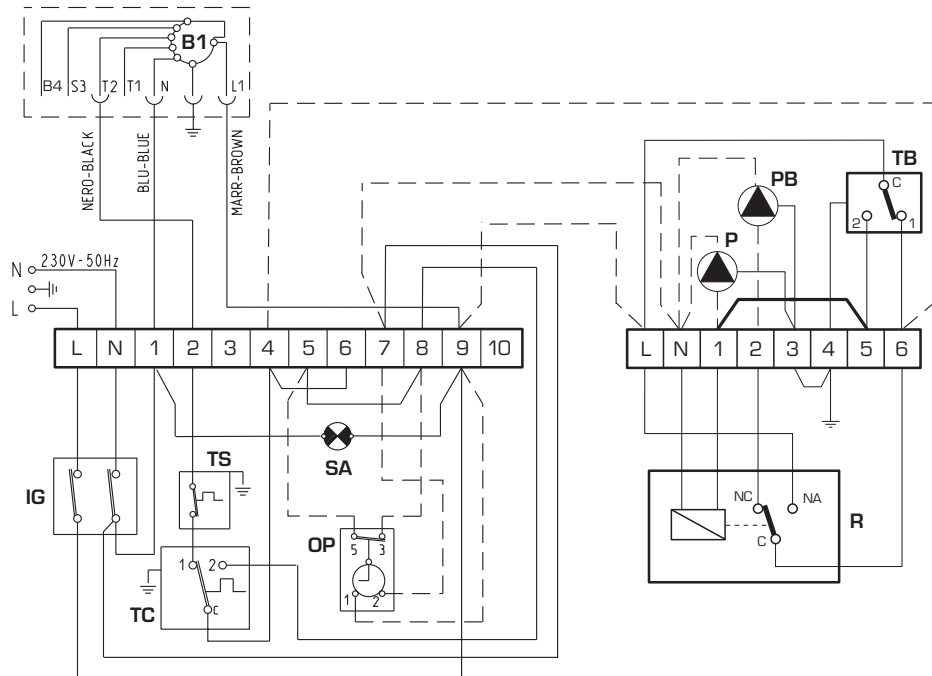 B1
B4 S3 T2 T1 N L1
NERO-BLACK
BLU-BLUE
MARR-BROWN
N 230V-50Hz
L
L N 1 2 3 4 5 6 7 8 9 10
IG
TS
SA
TC
1 2
C
OP
5 3
1 2
PB
P
TB
C
2 1
L N 1 2 3 4 5 6
NC NA
C
R